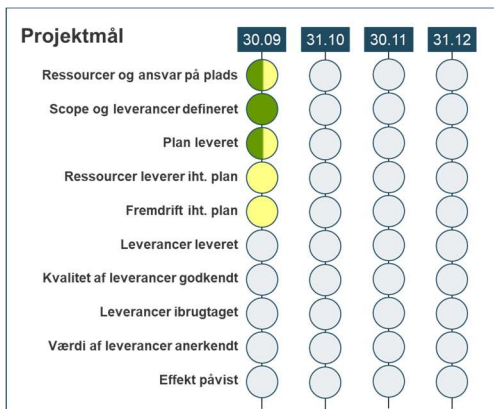 Projektmål
30.09 31.10 30.11 31.12
Ressourcer og ansvar på plads
Scope og leverancer defineret
Plan leveret
Ressourcer leverer iht. plan
Fremdrift iht. plan
Leverancer leveret
Kvalitet af leverancer godkendt
Leverancer ibrugtaget
Værdi af leverancer anerkendt
Effekt påvist